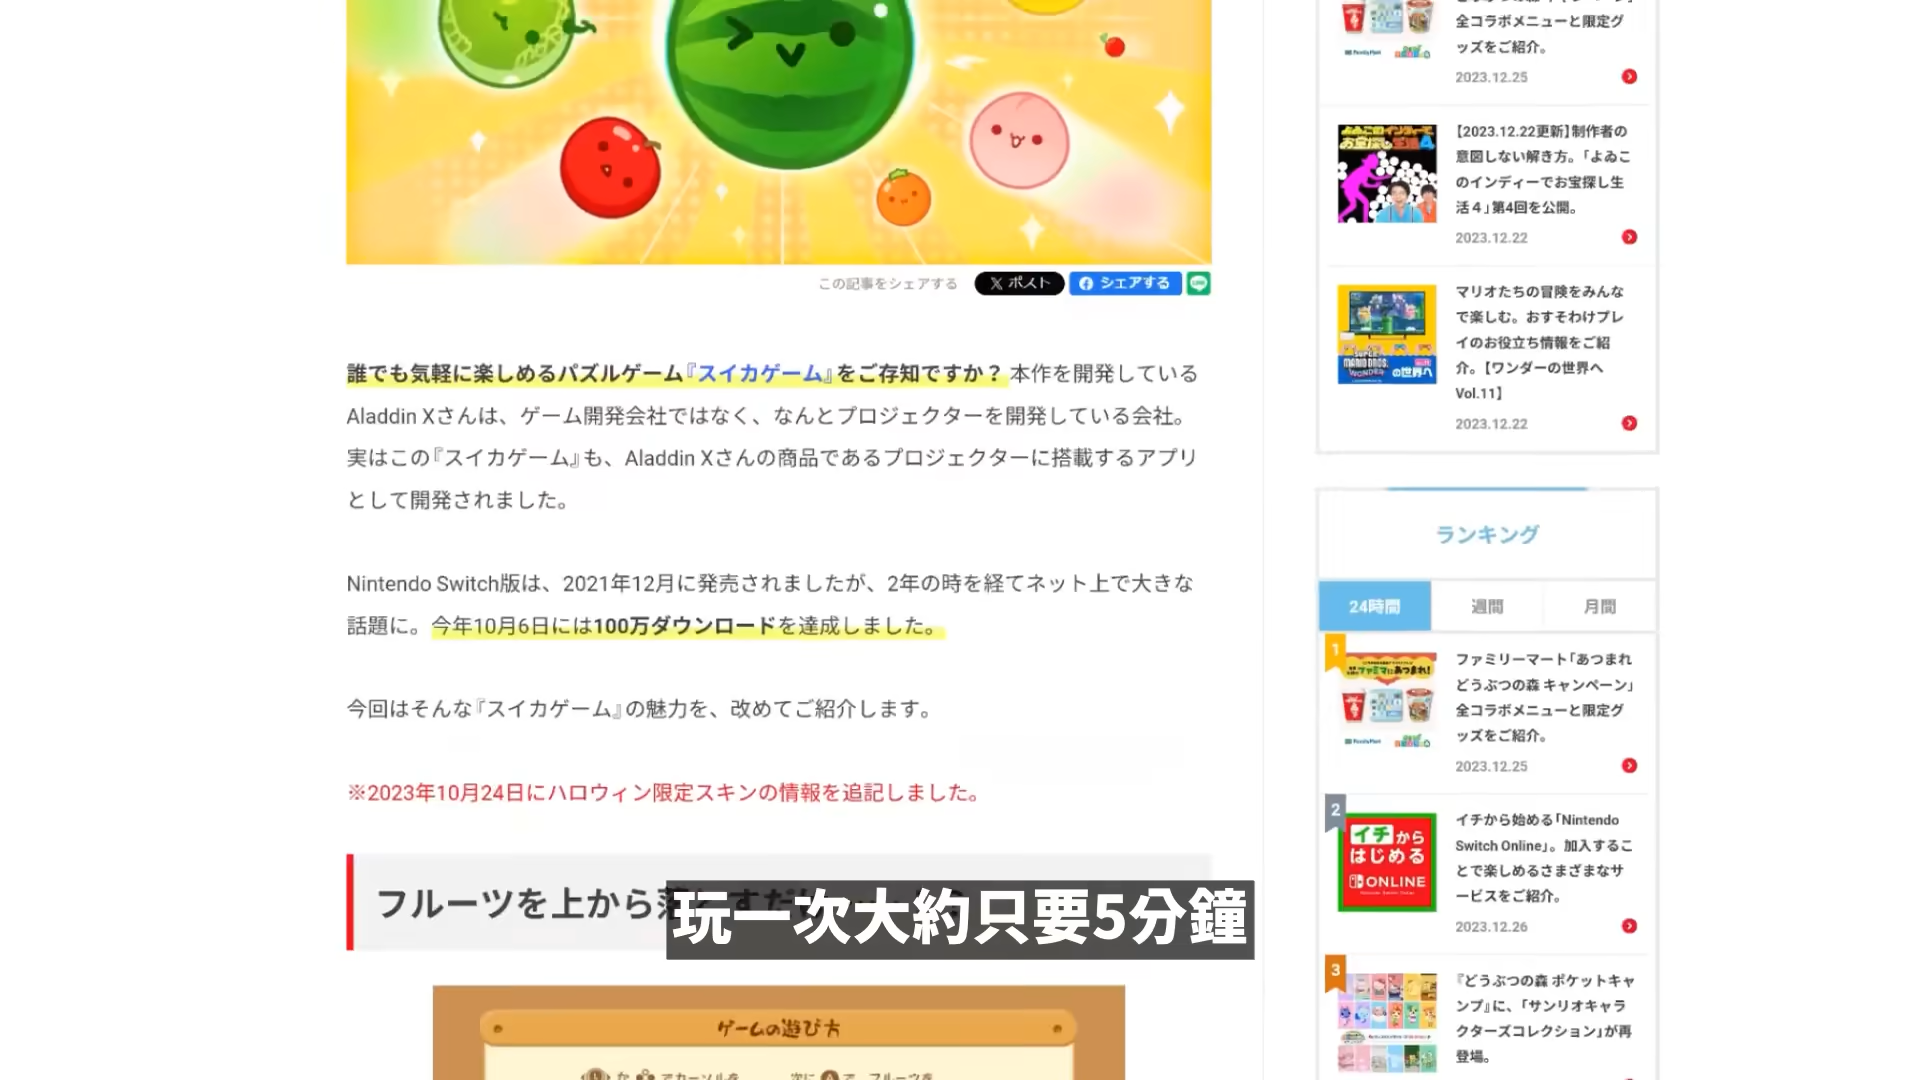 この記事をシェアする
ポスト
シェアする
誰でも気軽に楽しめるパズルゲーム『スイカゲーム』をご存知ですか？ 本作を開発している
Aladdin Xさんは、ゲーム開発会社ではなく、なんとプロジェクターを開発している会社。
実はこの『スイカゲーム』も、Aladdin Xさんの商品であるプロジェクターに搭載するアプリ
として開発されました。
Nintendo Switch版は、2021年12月に発売されましたが、2年の時を経てネット上で大きな
話題に。今年10月6日には100万ダウンロードを達成しました。
今回はそんな『スイカゲーム』の魅力を、改めてご紹介します。
※2023年10月24日にハロウィン限定スキンの情報を追記しました。
フルーツを上から落
玩一次大約只要5分鐘
ゲームの遊び方
全コラボメニューと限定グ
ッズをご紹介。
2023.12.25
【2023.12.22更新】制作者の
意図しない解き方。「よゐこ
のインディーでお宝探し生
活４」第4回を公開。
2023.12.22
マリオたちの冒険をみんな
で楽しむ。おすそわけプレ
イのお役立ち情報をご紹
介。【ワンダーの世界へ
Vol.11】
2023.12.22
ランキング
24時間
週間
月間
1
ファミリーマート「あつまれ
どうぶつの森 キャンペーン」
全コラボメニューと限定グ
ッズをご紹介。
2023.12.25
2
イチから
はじめる
ONLINE
イチから始める「Nintendo
Switch Online」。加入するこ
とで楽しめるさまざまなサ
ービスをご紹介。
2023.12.26
3
『どうぶつの森 ポケットキャ
ンプ』に、「サンリオキャラ
クターズコレクション」が再
登場。